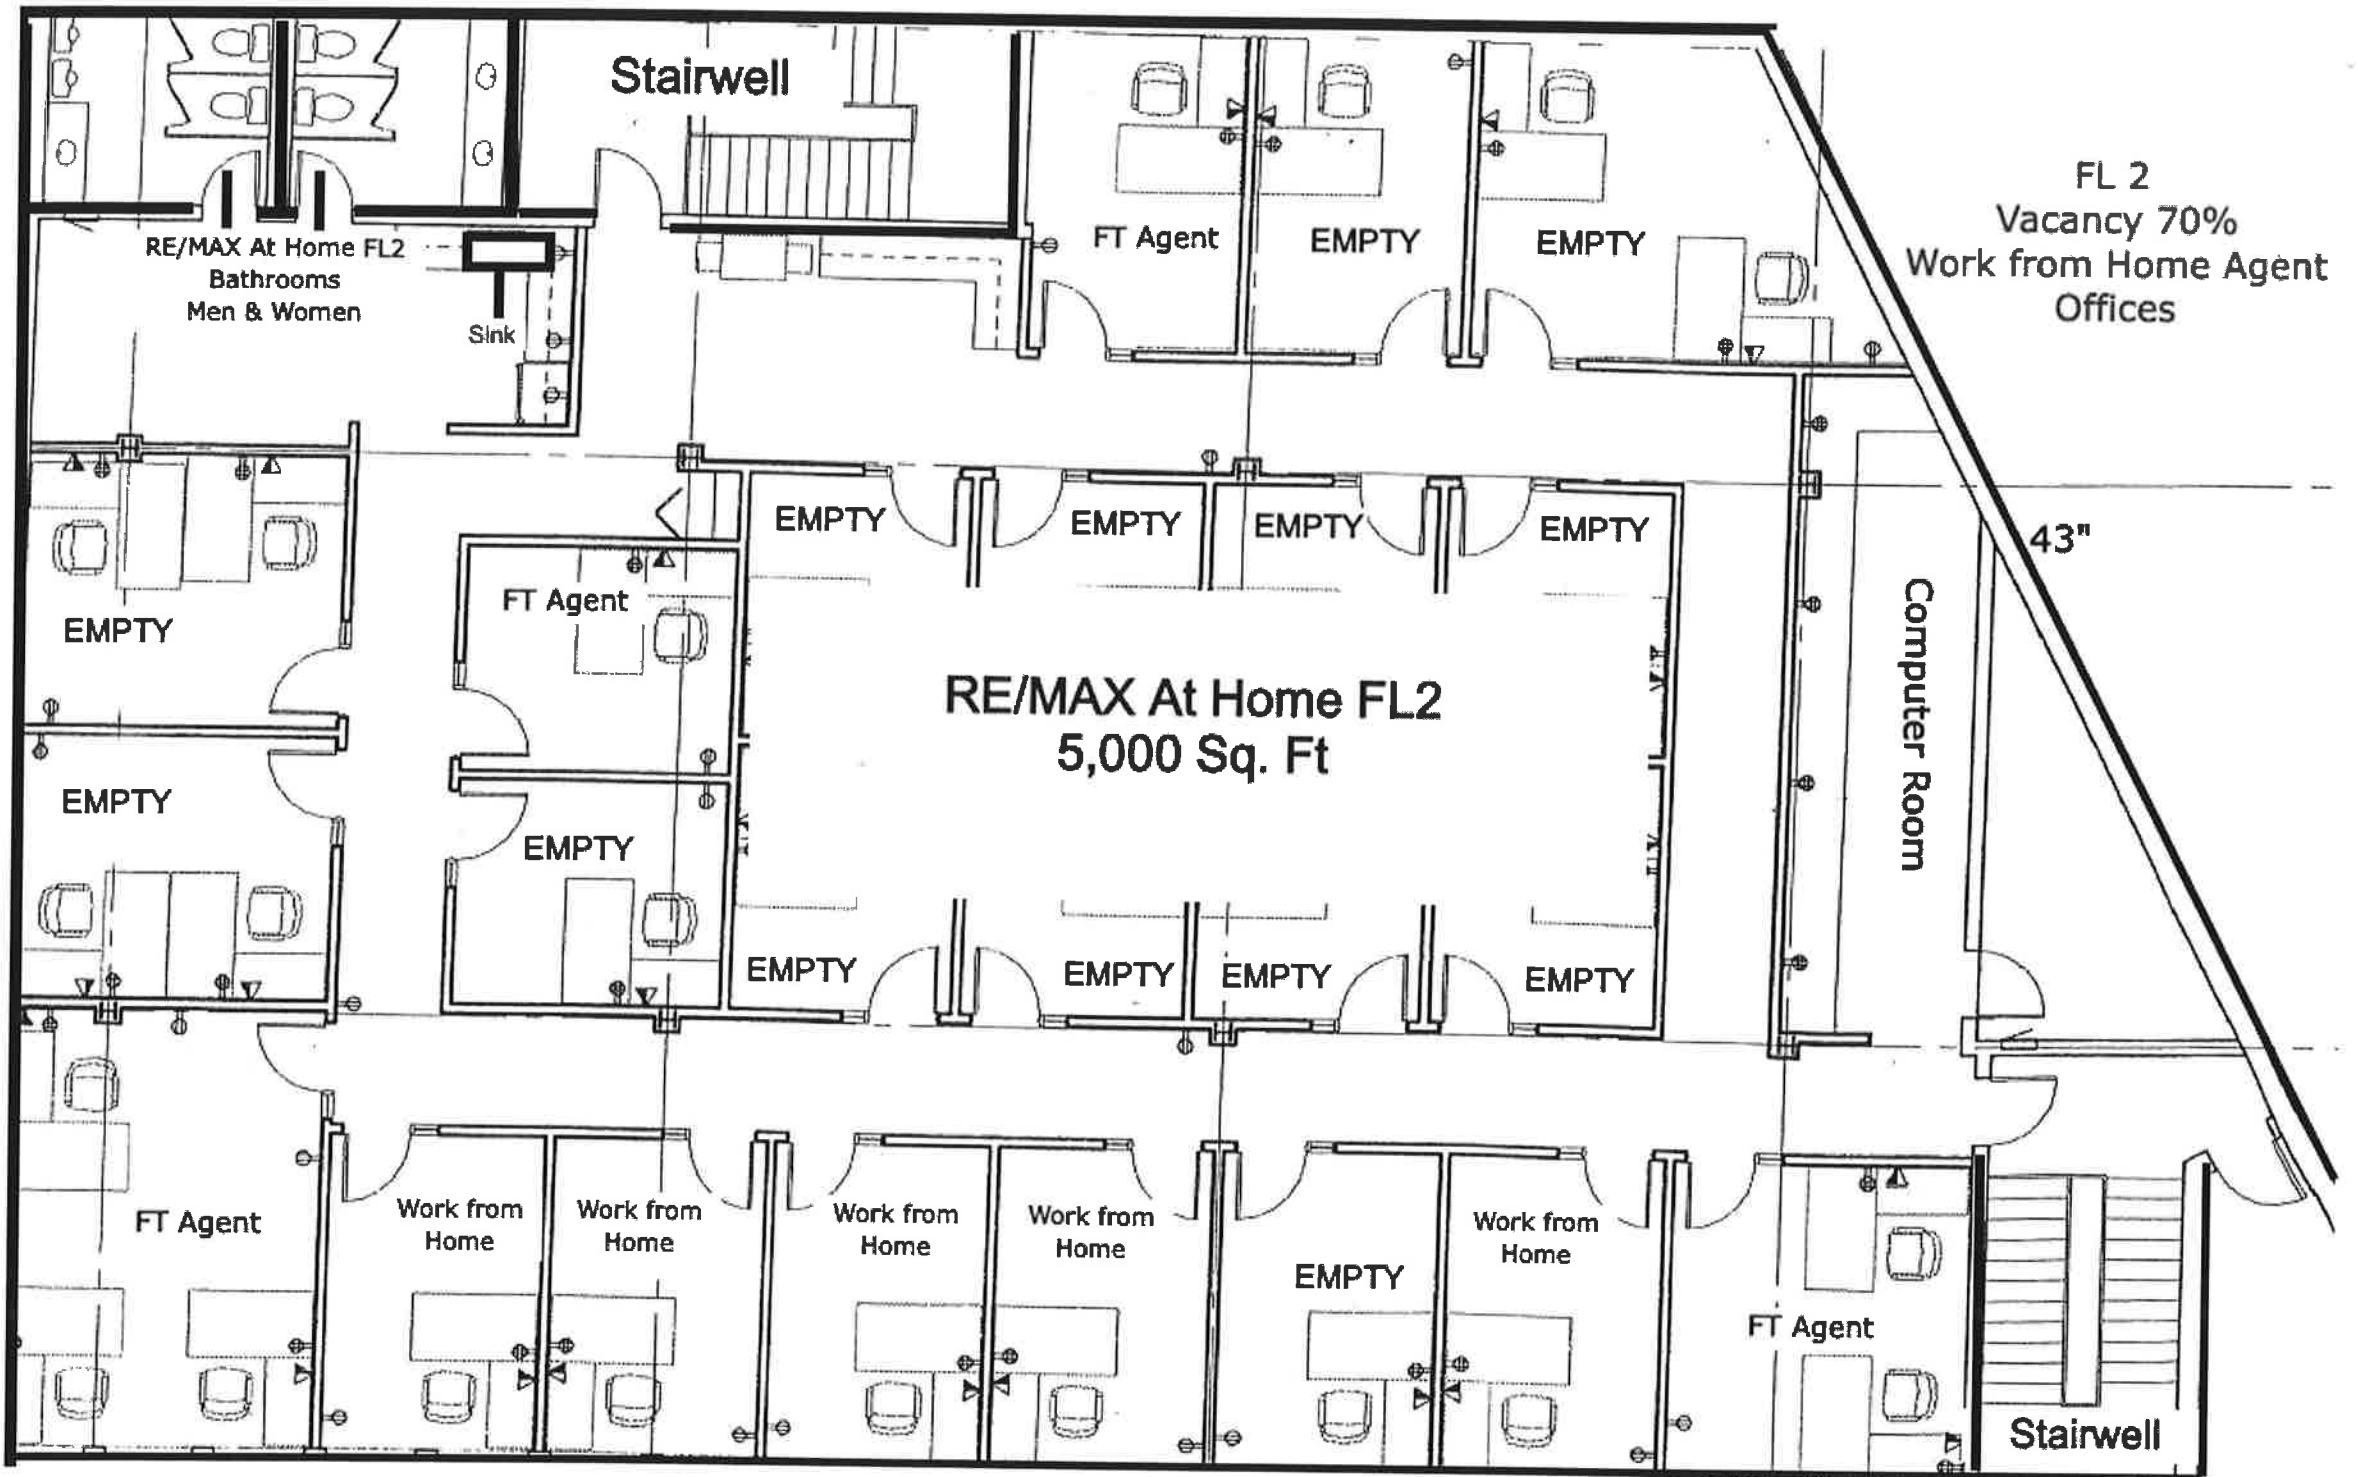 Stairwell
FL 2
Vacancy 70%
Work from Home Agent
Offices
RE/MAX At Home FL2
Bathrooms
Men & Women
Sink
FT Agent
EMPTY
EMPTY
EMPTY
EMPTY
EMPTY
EMPTY
43"
Computer Room
FT Agent
EMPTY
RE/MAX At Home FL2
5,000 Sq. Ft
EMPTY
EMPTY
EMPTY
EMPTY
EMPTY
EMPTY
FT Agent
Work from
Home
Work from
Home
Work from
Home
Work from
Home
EMPTY
Work from
Home
FT Agent
Stairwell